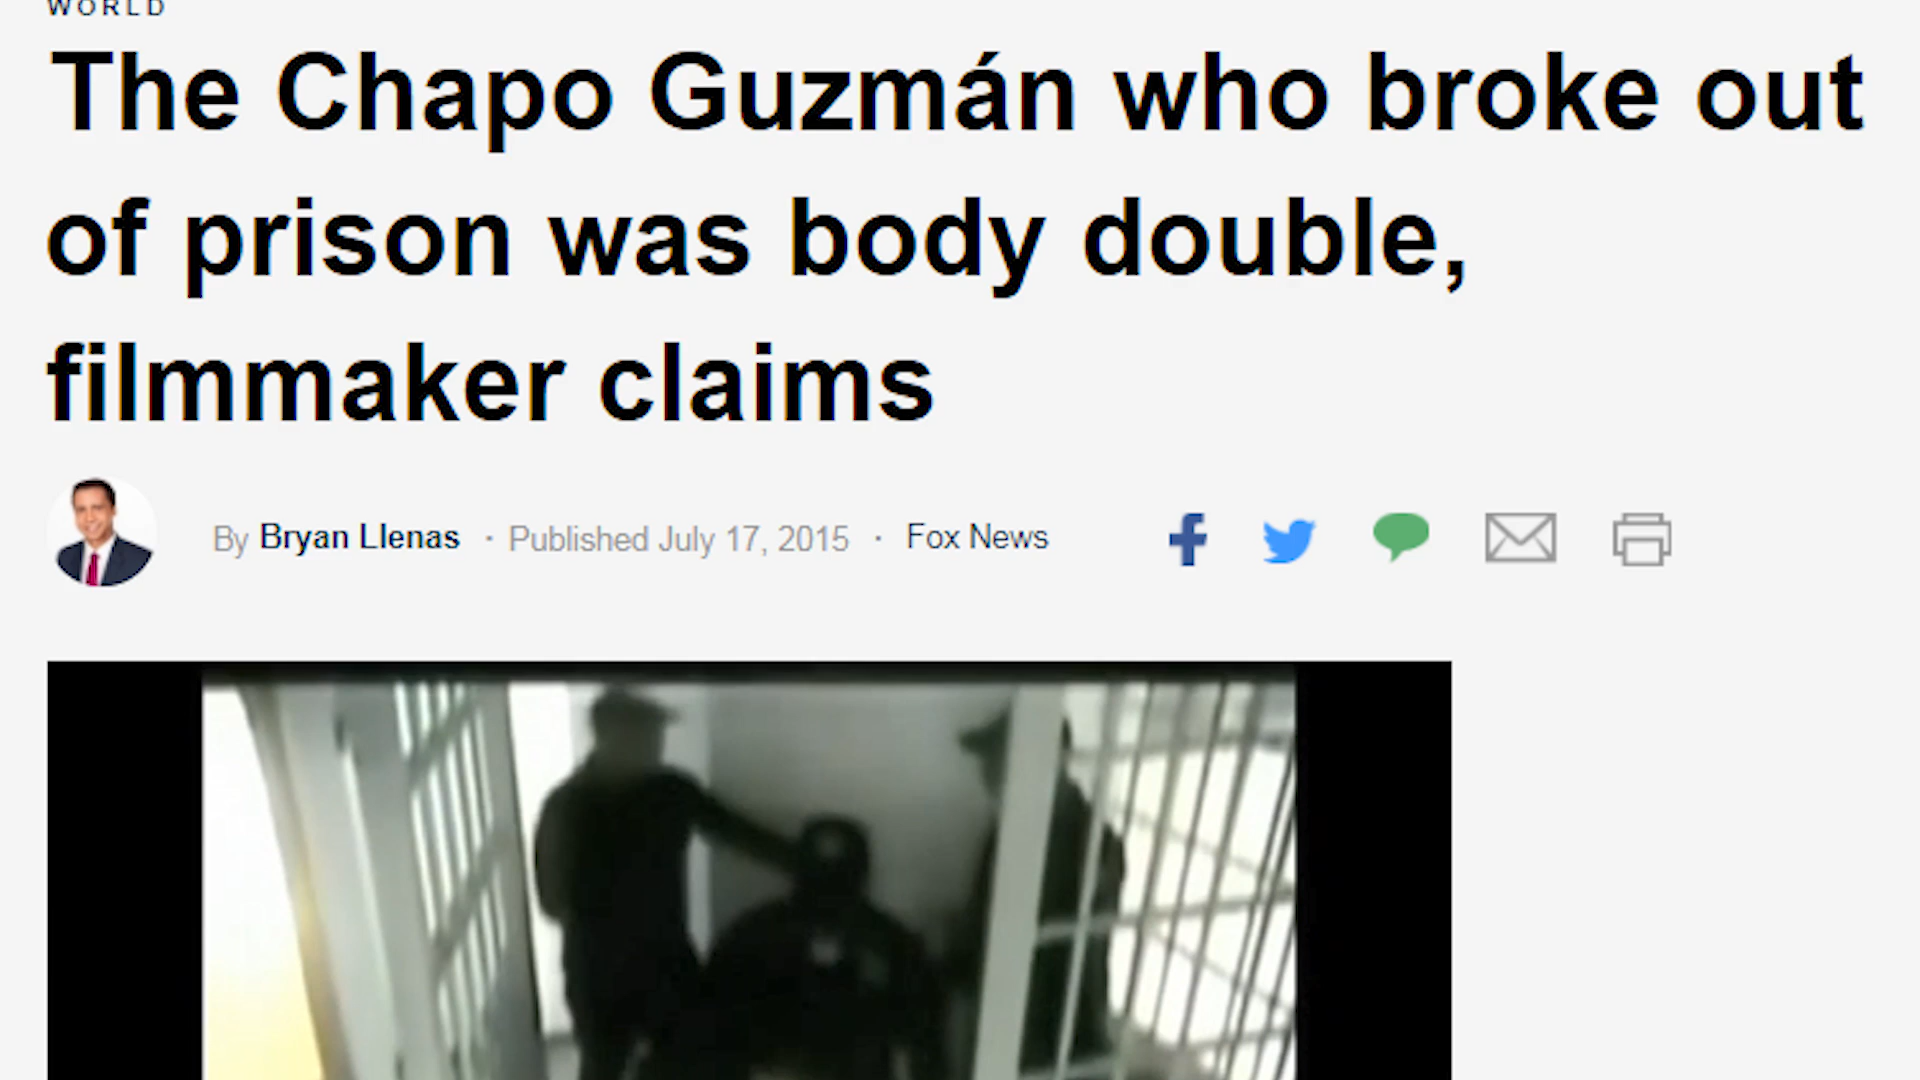 WORLD
The Chapo Guzmán who broke out
of prison was body double,
filmmaker claims
By Bryan Llenas · Published July 17, 2015 · Fox News